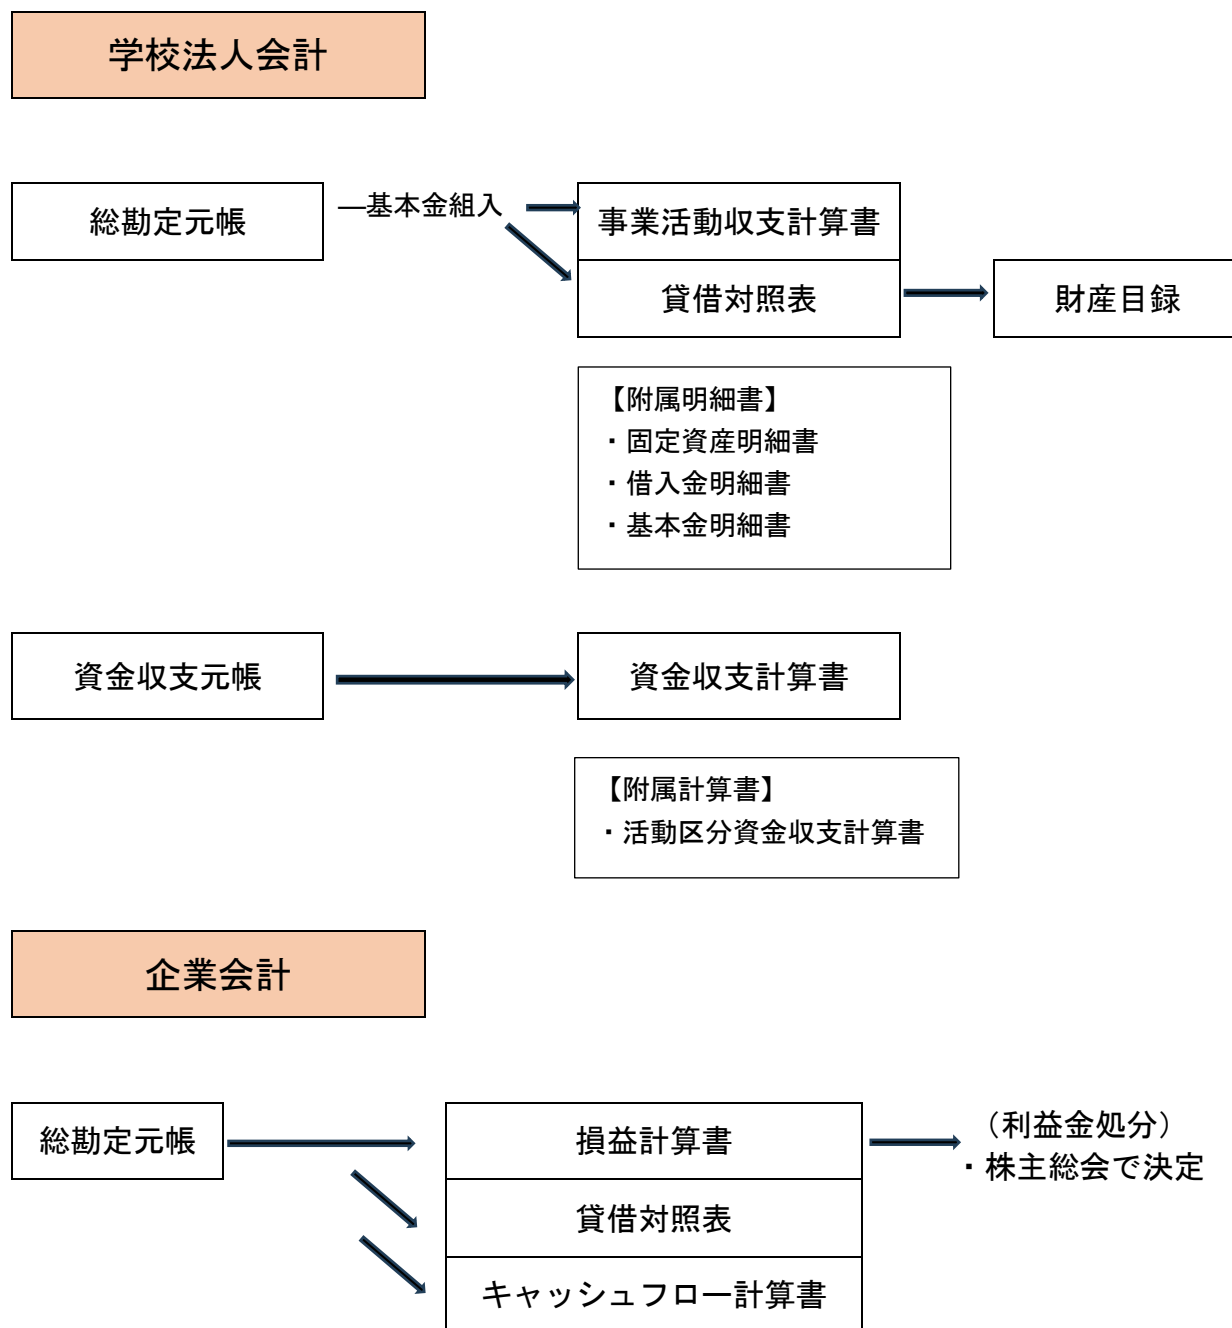 学校法人会計
総勘定元帳
―基本金組入
事業活動収支計算書
貸借対照表
財産目録
【附属明細書】
・固定資産明細書
・借入金明細書
・基本金明細書
資金収支元帳
資金収支計算書
【附属計算書】
・活動区分資金収支計算書
企業会計
総勘定元帳
損益計算書
(利益金処分)
・株主総会で決定
貸借対照表
キャッシュフロー計算書